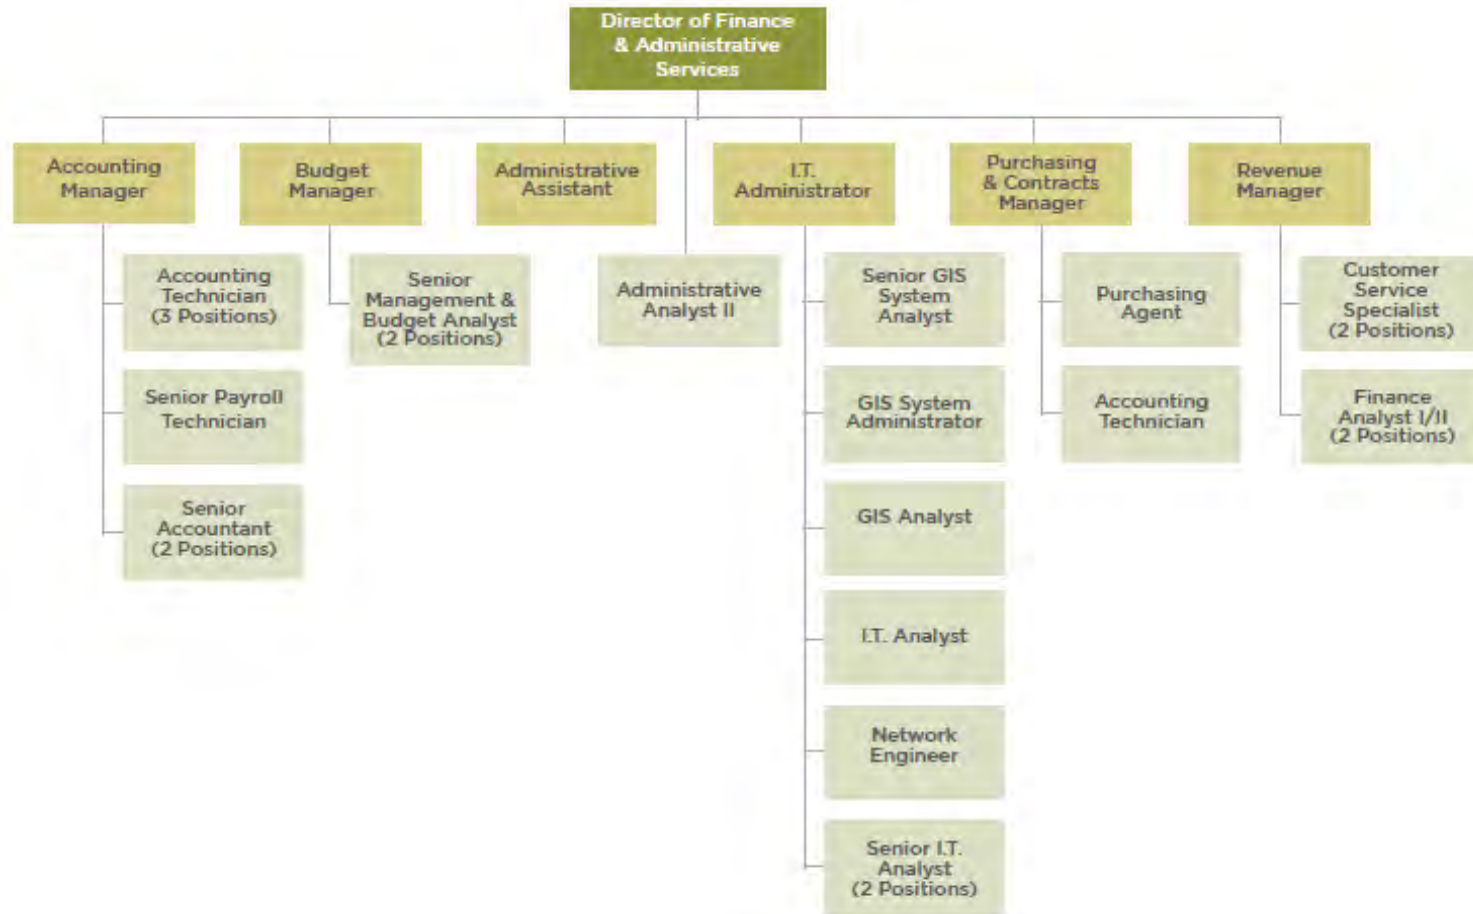 Director of Finance
& Administrative
Services
Accounting
Manager
Budget
Manager
Administrative
Assistant
I.T.
Administrator
Purchasing
& Contracts
Manager
Revenue
Manager
Accounting
Technician
(3 Positions)
Senior Payroll
Technician
Senior
Accountant
(2 Positions)
Senior
Management &
Budget Analyst
(2 Positions)
Administrative
Analyst II
Senior GIS
System
Analyst
GIS System
Administrator
GIS Analyst
I.T. Analyst
Network
Engineer
Senior I.T.
Analyst
(2 Positions)
Purchasing
Agent
Accounting
Technician
Customer
Service
Specialist
(2 Positions)
Finance
Analyst I/II
(2 Positions)